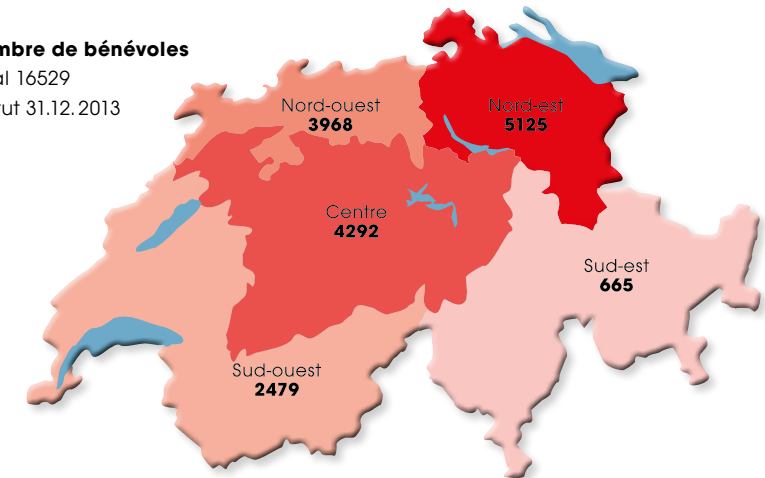 mbre de bénévoles
al 16529
tut 31.12.2013
Nord-ouest
3968
Nord-est
5125
Centre
4292
Sud-est
665
Sud-ouest
2479